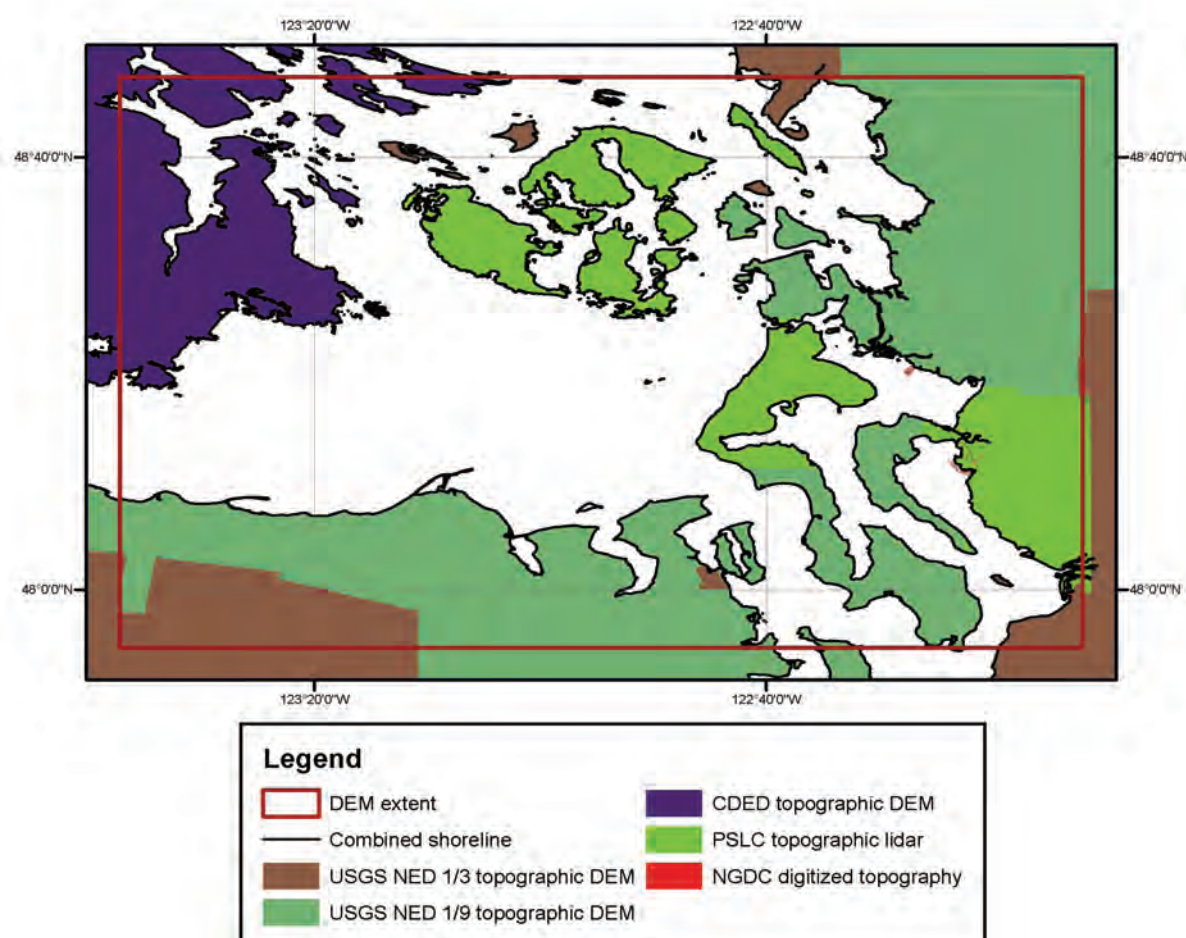 123°20'0"W
122°40'0"W
48°40'0"N
48°40'0"N
48°0'0"N
48°0'0"N
123°20'0"W
122°40'0"W
Legend
DEM extent
Combined shoreline
USGS NED 1/3 topographic DEM
USGS NED 1/9 topographic DEM
CDED topographic DEM
PSLC topographic lidar
NGDC digitized topography